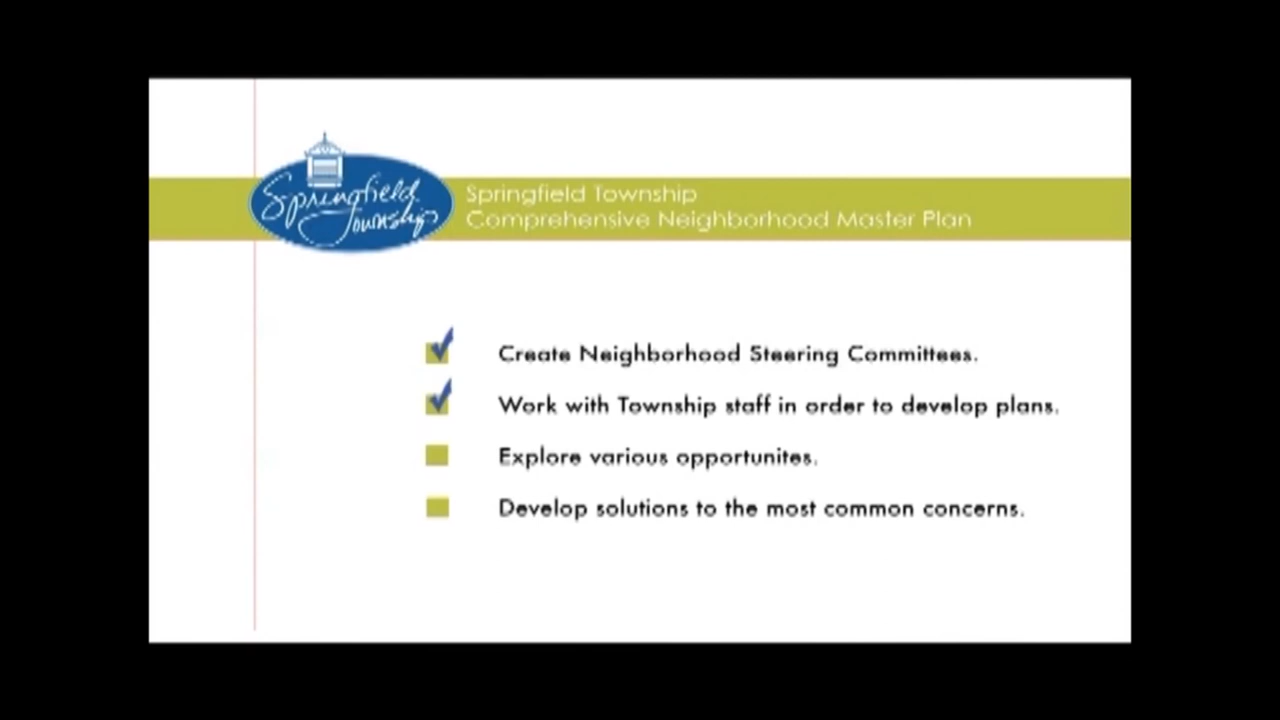 Springfield
Township
Springfield Township
Comprehensive Neighborhood Master Plan
Create Neighborhood Steering Committees.
Work with Township staff in order to develop plans.
Explore various opportunites.
Develop solutions to the most common concerns.